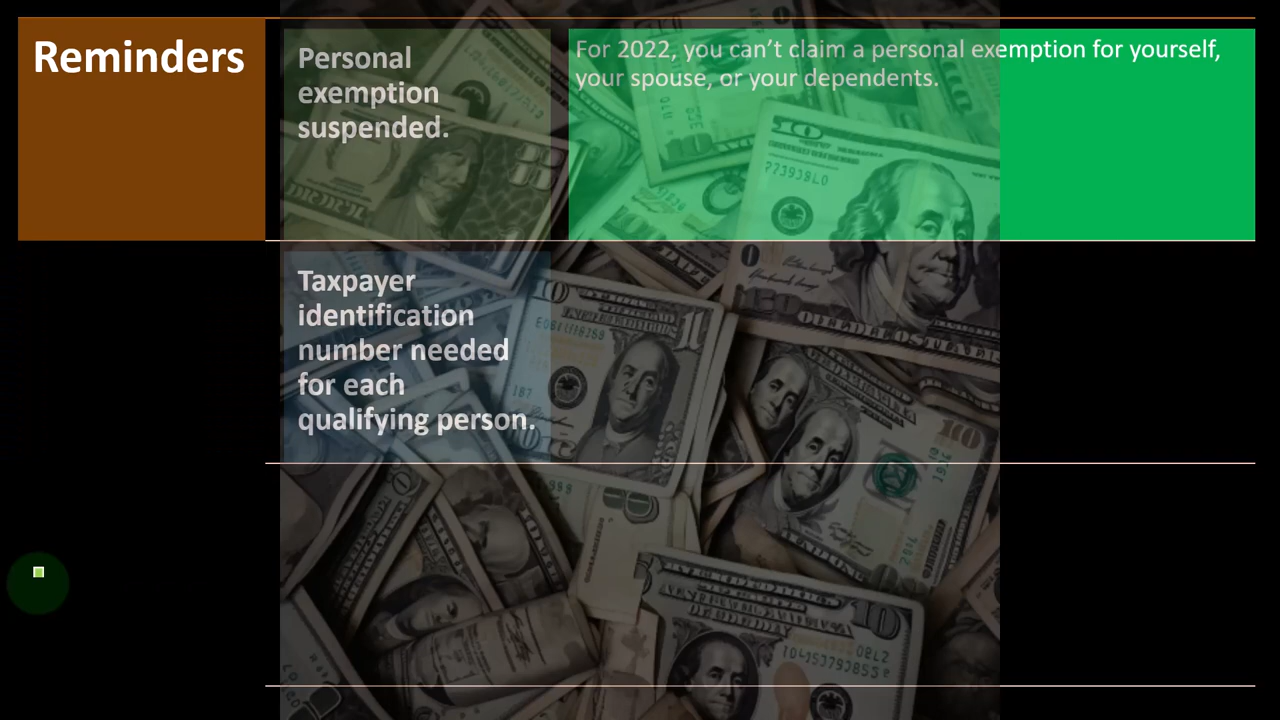 Reminders
Personal
exemption
suspended.
For 2022, you can’t claim a personal exemption for yourself,
your spouse, or your dependents.
Taxpayer
identification
number needed
for each
qualifying person.